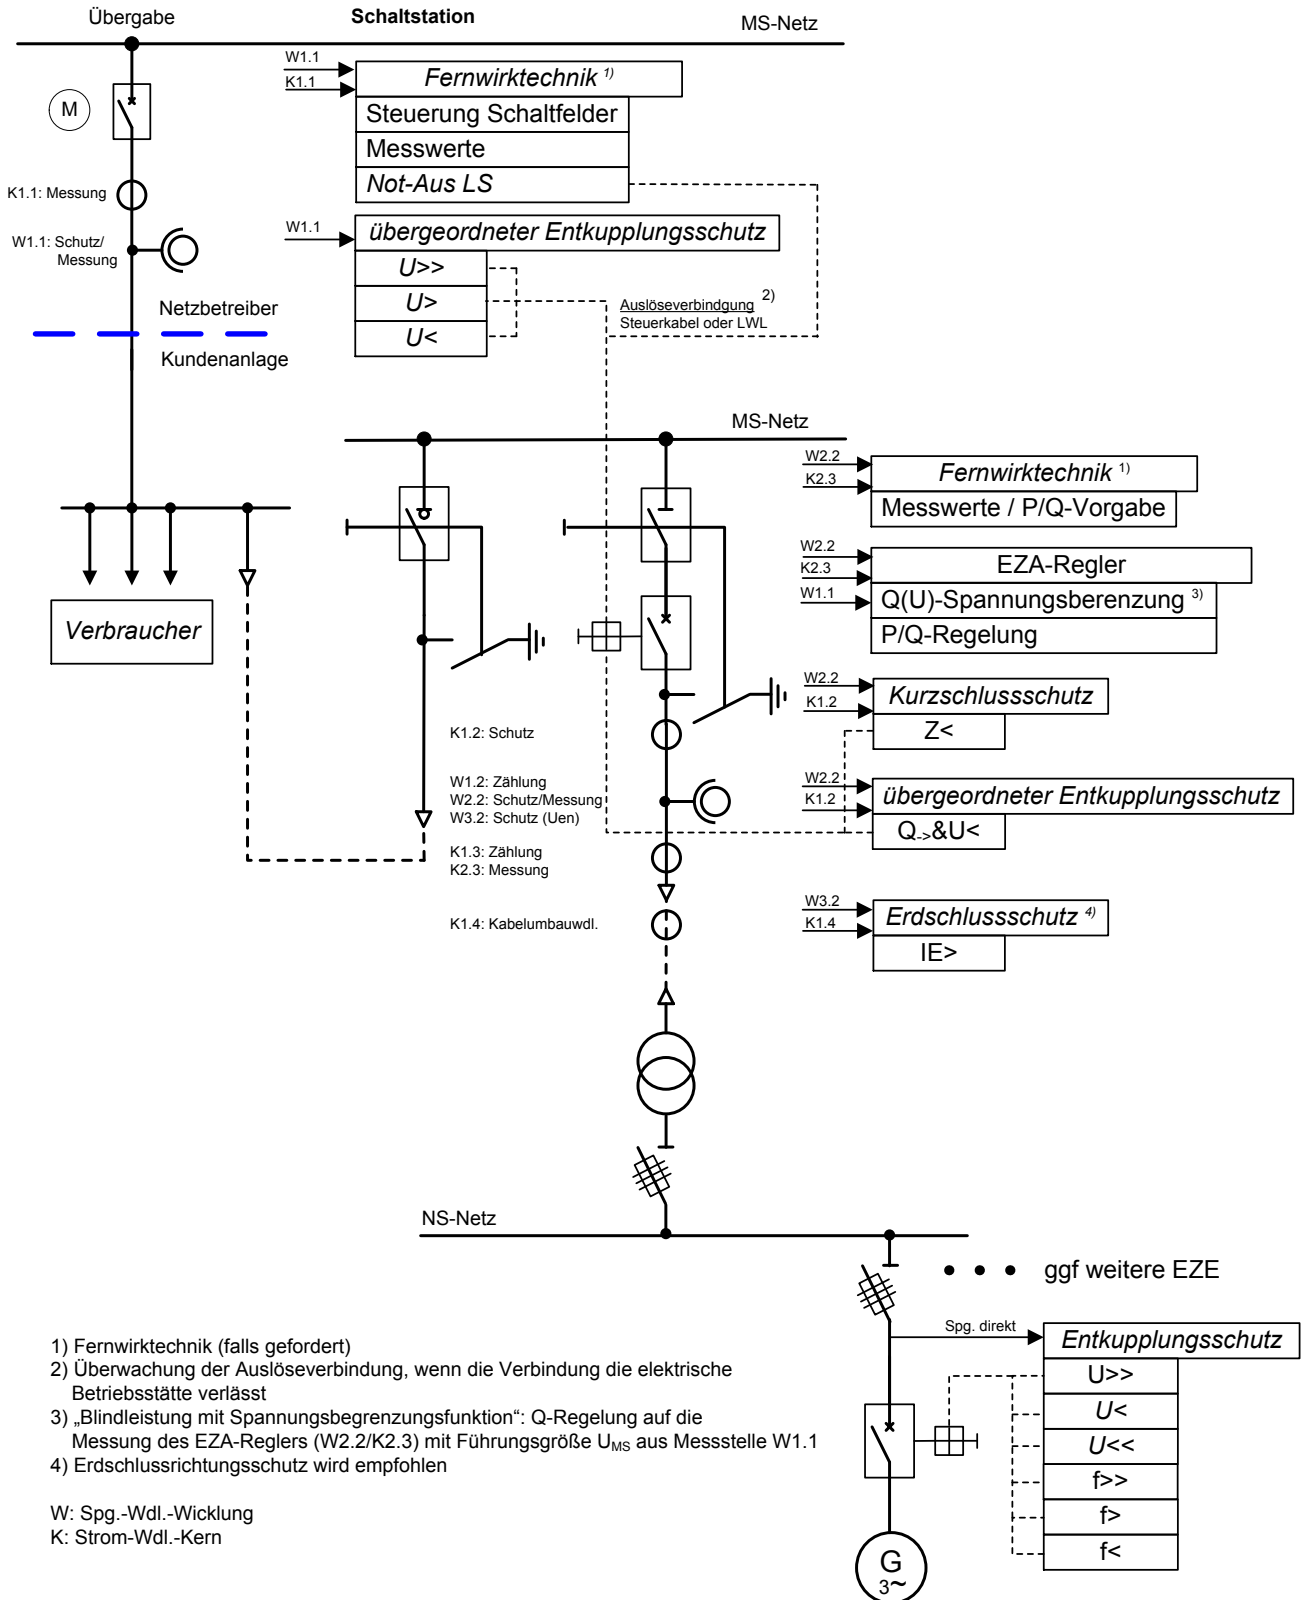 Übergabe
Schaltstation
MS-Netz
W1.1
K1.1
Fernwirktechnik 1)
Steuerung Schaltfelder
Messwerte
Not-Aus LS
M
K1.1: Messung
W1.1: Schutz/
Messung
W1.1
übergeordneter Entkupplungsschutz
U>>
U>
U<
Auslöseverbindgung 2)
Steuerkabel oder LWL
Netzbetreiber
Kundenanlage
MS-Netz
W2.2
K2.3
Fernwirktechnik 1)
Messwerte / P/Q-Vorgabe
W2.2
K2.3
W1.1
EZA-Regler
Q(U)-Spannungsberenzung 3)
P/Q-Regelung
Verbraucher
W2.2
K1.2
Kurzschlussschutz
Z<
K1.2: Schutz
W1.2: Zählung
W2.2: Schutz/Messung
W3.2: Schutz (Uen)
W2.2
K1.2
übergeordneter Entkupplungsschutz
Q->&U<
K1.3: Zählung
K2.3: Messung
K1.4: Kabelumbauwdl.
W3.2
K1.4
Erdschlussschutz 4)
IE>
NS-Netz
ggf weitere EZE
Spg. direkt
Entkupplungsschutz
U>>
U<
U<<
f>>
f>
f<
G
3~
1) Fernwirktechnik (falls gefordert)
2) Überwachung der Auslöseverbindung, wenn die Verbindung die elektrische
Betriebsstätte verlässt
3) „Blindleistung mit Spannungsbegrenzungsfunktion“: Q-Regelung auf die
Messung des EZA-Reglers (W2.2/K2.3) mit Führungsgröße UMS aus Messstelle W1.1
4) Erdschlussrichtungsschutz wird empfohlen
W: Spg.-Wdl.-Wicklung
K: Strom-Wdl.-Kern